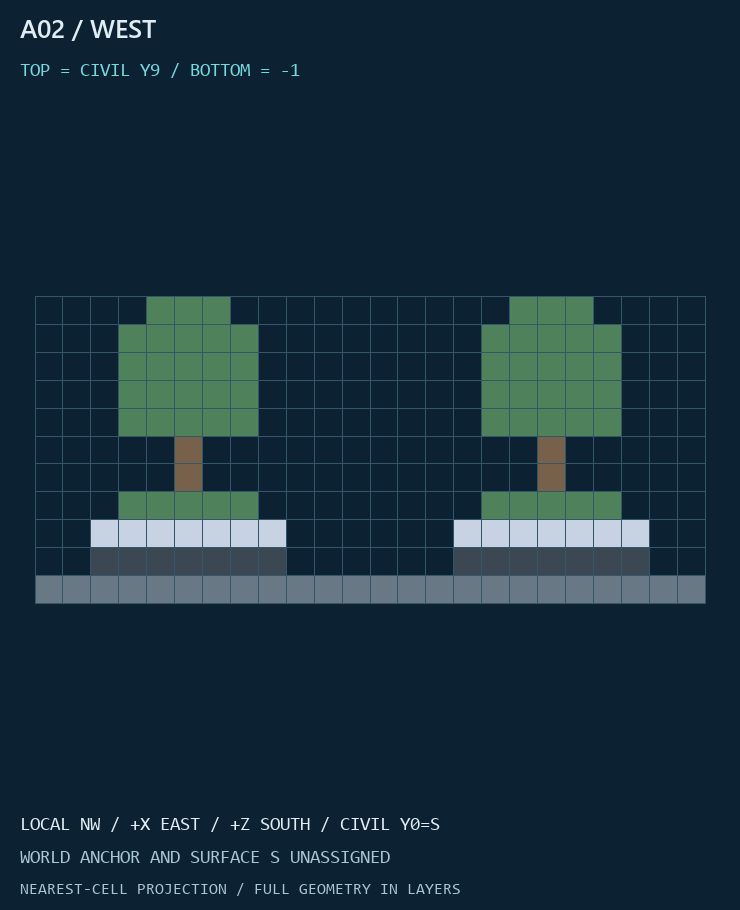 A02 / WEST
TOP = CIVIL Y9 / BOTTOM = -1
LOCAL NW / +X EAST / +Z SOUTH / CIVIL Y0=S
WORLD ANCHOR AND SURFACE S UNASSIGNED
NEAREST-CELL PROJECTION / FULL GEOMETRY IN LAYERS